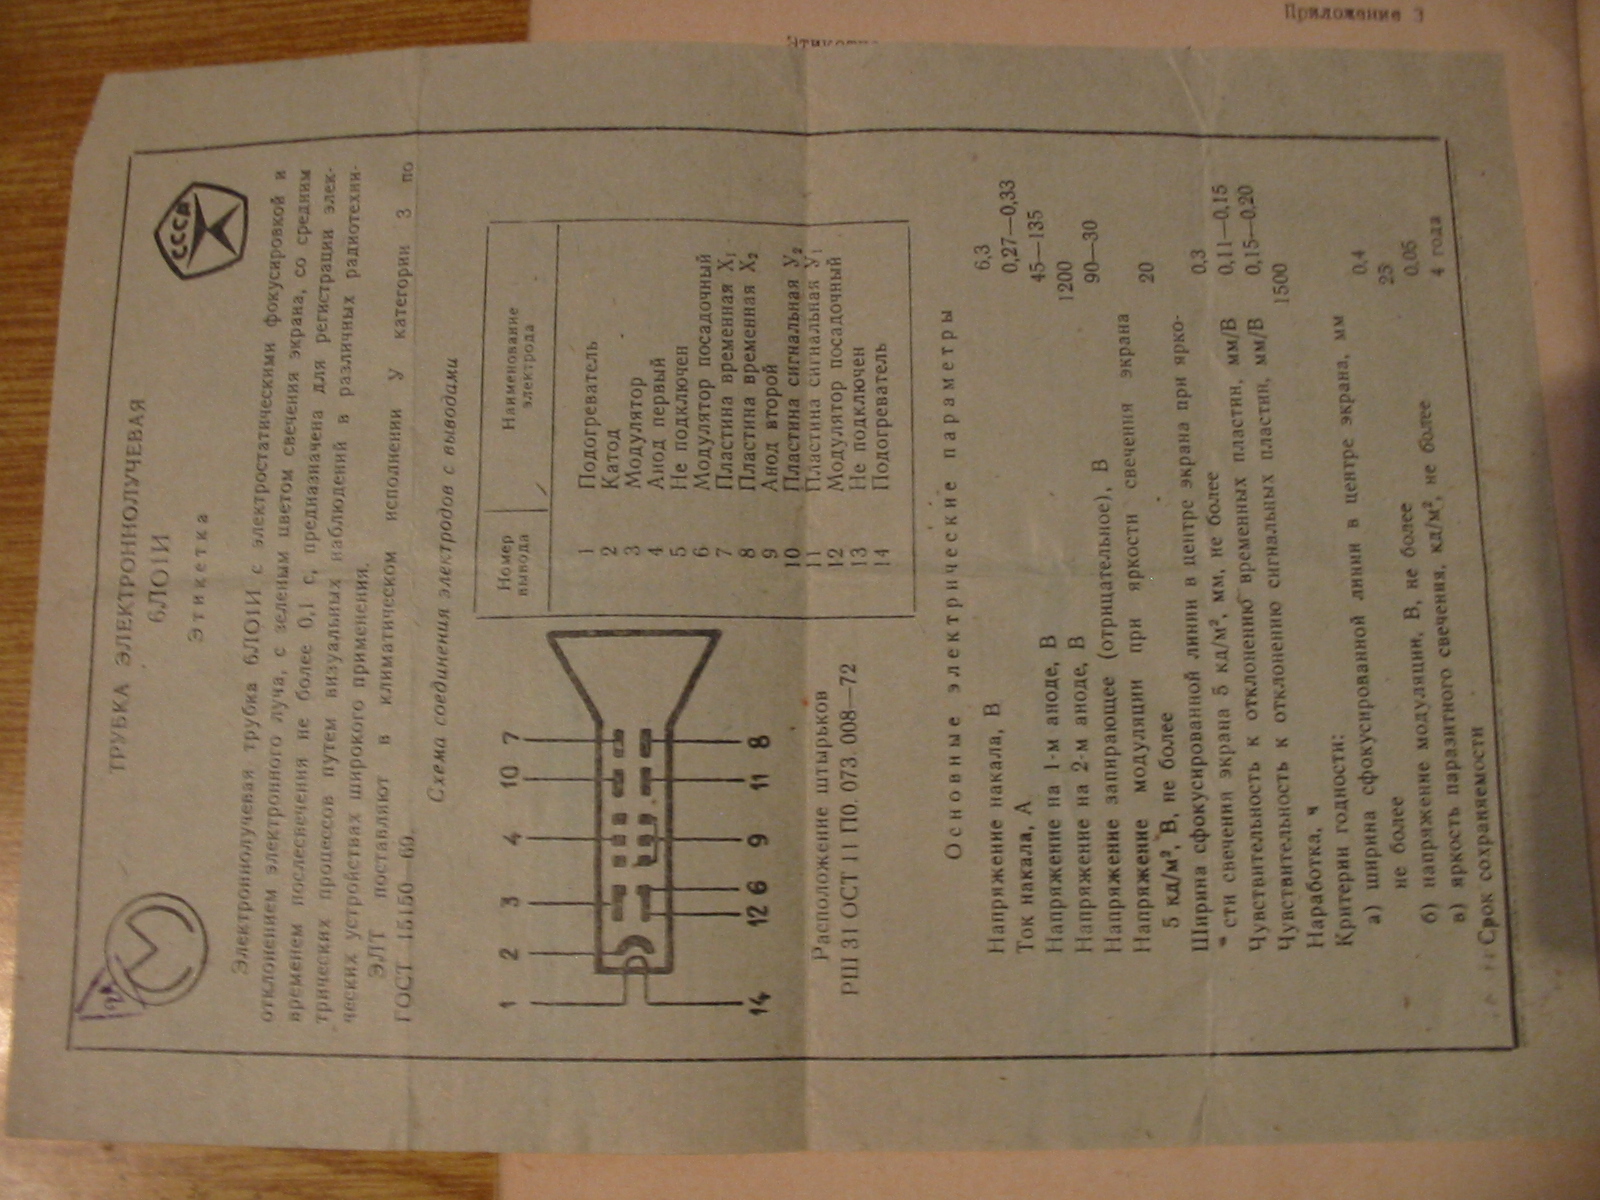 Приложение 3
Этикетка
ТРУБКА ЭЛЕКТРОННОЛУЧЕВАЯ
6ЛО1И
Этикетка
СССР
Электроннолучевая трубка 6ЛО1И с электростатическими фокусировкой и
отклонением электронного луча, с зеленым цветом свечения экрана, со средним
временем послесвечения не более 0,1 с, предназначена для регистрации элек-
трических процессов путем визуальных наблюдений в различных радиотехни-
ческих устройствах широкого применения.
ЭЛТ поставляют в климатическом исполнении У категории 3 по
ГОСТ 15150—69.
Схема соединения электродов с выводами
1 2 3 4 10 7
14 12 6 9 11 8
Расположение штырьков
РШ 31 ОСТ 11 П0. 073. 008—72
Номер вывода Наименование электрода
1 Подогреватель
2 Катод
3 Модулятор
4 Анод первый
5 Не подключен
6 Модулятор посадочный
7 Пластина временная X₁
8 Пластина временная X₂
9 Анод второй
10 Пластина сигнальная У₂
11 Пластина сигнальная У₁
12 Модулятор посадочный
13 Не подключен
14 Подогреватель
Основные электрические параметры
Напряжение накала, В 6,3
Ток накала, А 0,27—0,33
Напряжение на 1-м аноде, В 45—135
Напряжение на 2-м аноде, В 1200
Напряжение запирающее (отрицательное), В 90—30
Напряжение модуляции при яркости свечения экрана
5 кд/м², В, не более 20
Ширина сфокусированной линии в центре экрана при ярко-
сти свечения экрана 5 кд/м², мм, не более 0,3
Чувствительность к отклонению временных пластин, мм/В 0,11—0,15
Чувствительность к отклонению сигнальных пластин, мм/В 0,15—0,20
Наработка, ч 1500
Критерии годности:
а) ширина сфокусированной линии в центре экрана, мм
не более 0,4
б) напряжение модуляции, В, не более 25
в) яркость паразитного свечения, кд/м², не более 0,05
Срок сохраняемости 4 года